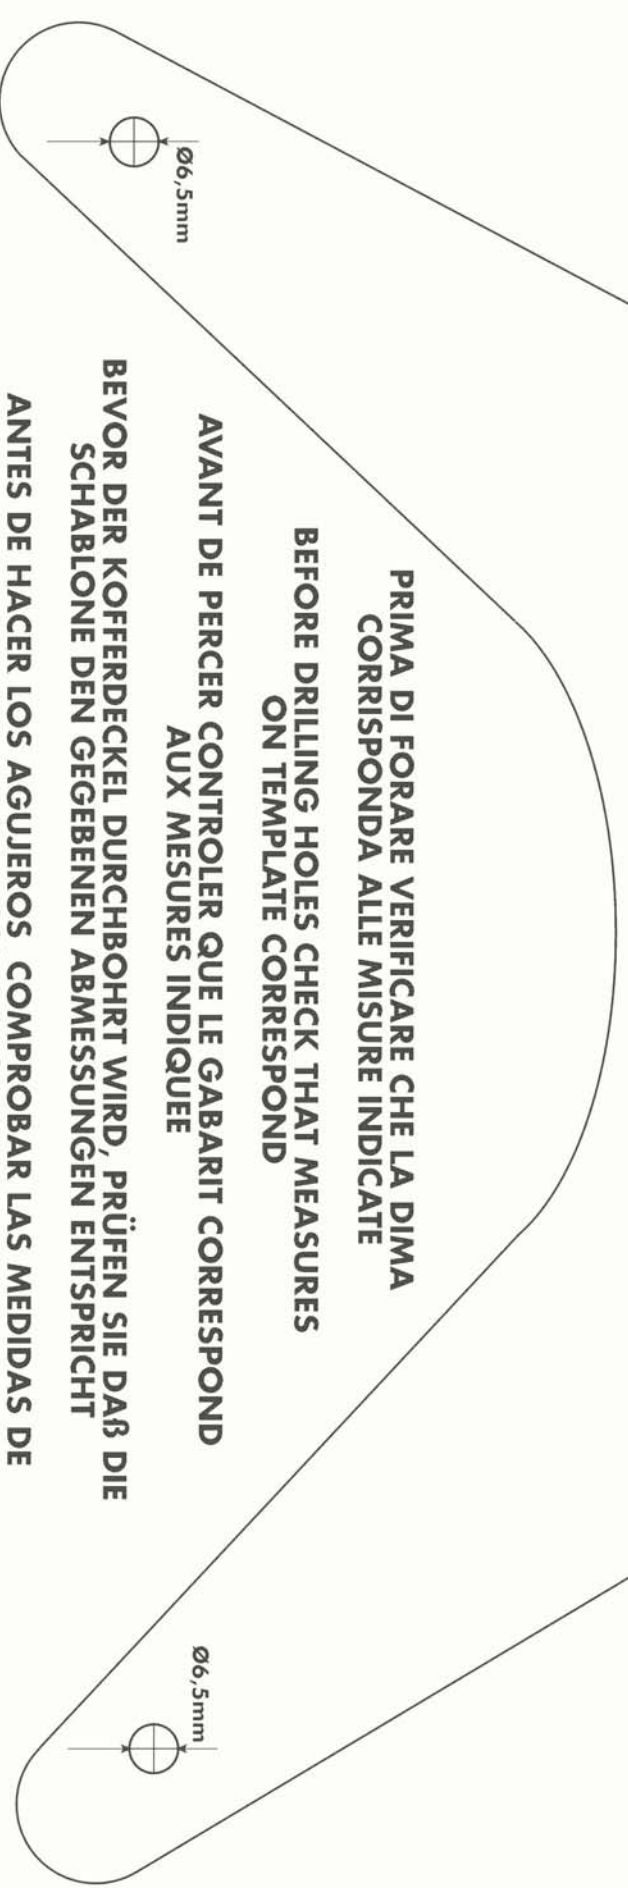 Ø6,5mm
Ø6,5mm
PRIMA DI FORARE VERIFICARE CHE LA DIMA
CORRISPONDA ALLE MISURE INDICATE
BEFORE DRILLING HOLES CHECK THAT MEASURES
ON TEMPLATE CORRESPOND
AVANT DE PERCER CONTROLER QUE LE GABARIT CORRESPOND
AUX MESURES INDIQUEE
BEVOR DER KOFFERDECKEL DURCHBOHRT WIRD, PRÜFEN SIE DAß DIE
SCHABLONE DEN GEGEBENEN ABMESSUNGEN ENTSPRICHT
ANTES DE HACER LOS AGUJEROS COMPROBAR LAS MEDIDAS DE